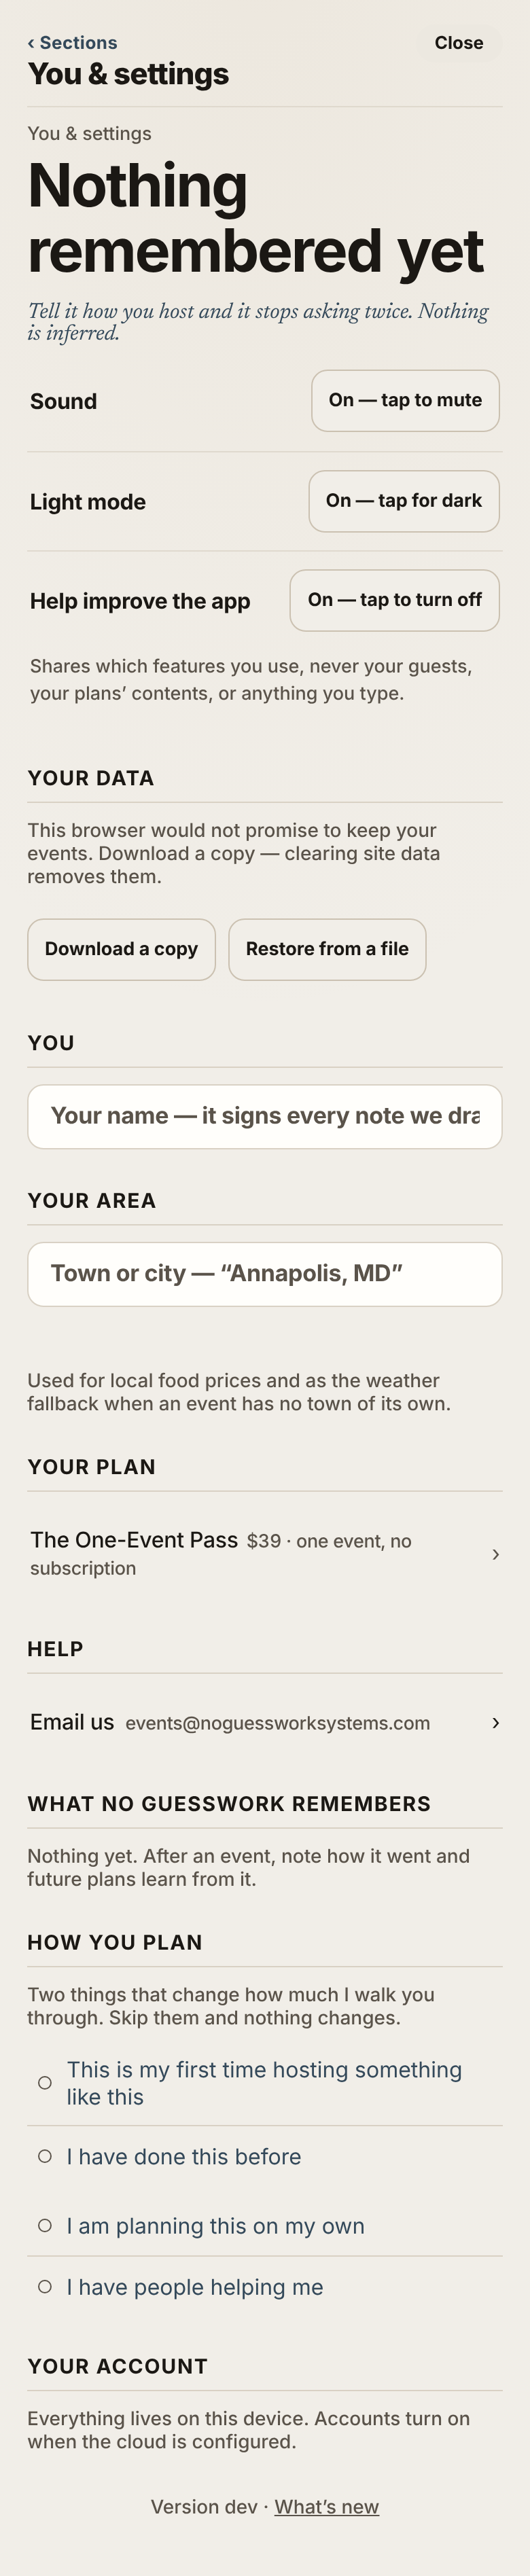 ‹ Sections
Close
You & settings
You & settings
Nothing
remembered yet
Tell it how you host and it stops asking twice. Nothing
is inferred.
Sound
On — tap to mute
Light mode
On — tap for dark
Help improve the app
On — tap to turn off
Shares which features you use, never your guests,
your plans’ contents, or anything you type.
YOUR DATA
This browser would not promise to keep your
events. Download a copy — clearing site data
removes them.
Download a copy
Restore from a file
YOU
Your name — it signs every note we dra
YOUR AREA
Town or city — “Annapolis, MD”
Used for local food prices and as the weather
fallback when an event has no town of its own.
YOUR PLAN
The One-Event Pass $39 · one event, no
subscription
›
HELP
Email us events@noguessworksystems.com ›
WHAT NO GUESSWORK REMEMBERS
Nothing yet. After an event, note how it went and
future plans learn from it.
HOW YOU PLAN
Two things that change how much I walk you
through. Skip them and nothing changes.
This is my first time hosting something
like this
I have done this before
I am planning this on my own
I have people helping me
YOUR ACCOUNT
Everything lives on this device. Accounts turn on
when the cloud is configured.
Version dev · What’s new